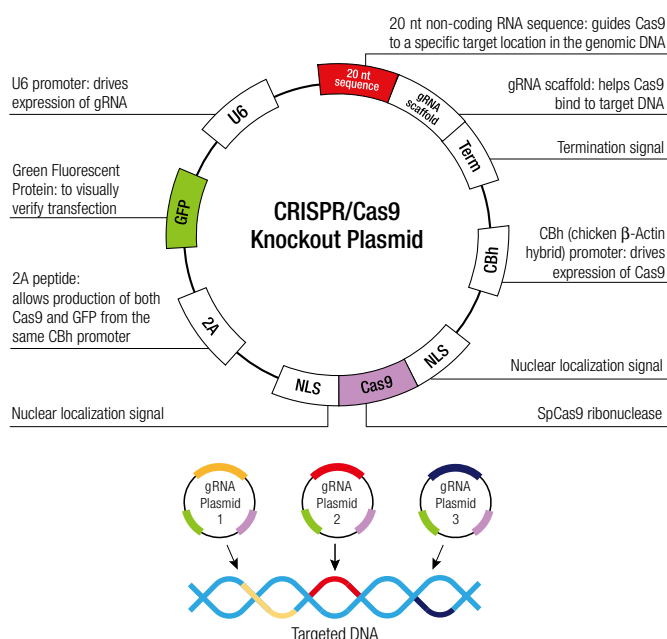 20 nt non-coding RNA sequence: guides Cas9
to a specific target location in the genomic DNA
U6 promoter: drives
expression of gRNA
20 nt
sequence
gRNA
scaffold
gRNA scaffold: helps Cas9
bind to target DNA
U6
Term
Termination signal
Green Fluorescent
Protein: to visually
verify transfection
GFP
CRISPR/Cas9
Knockout Plasmid
CBh
CBh (chicken β-Actin
hybrid) promoter: drives
expression of Cas9
2A peptide:
allows production of both
Cas9 and GFP from the
same CBh promoter
2A
NLS
Nuclear localization signal
NLS
Cas9
Nuclear localization signal
SpCas9 ribonuclease
gRNA
Plasmid
1
gRNA
Plasmid
2
gRNA
Plasmid
3
Targeted DNA